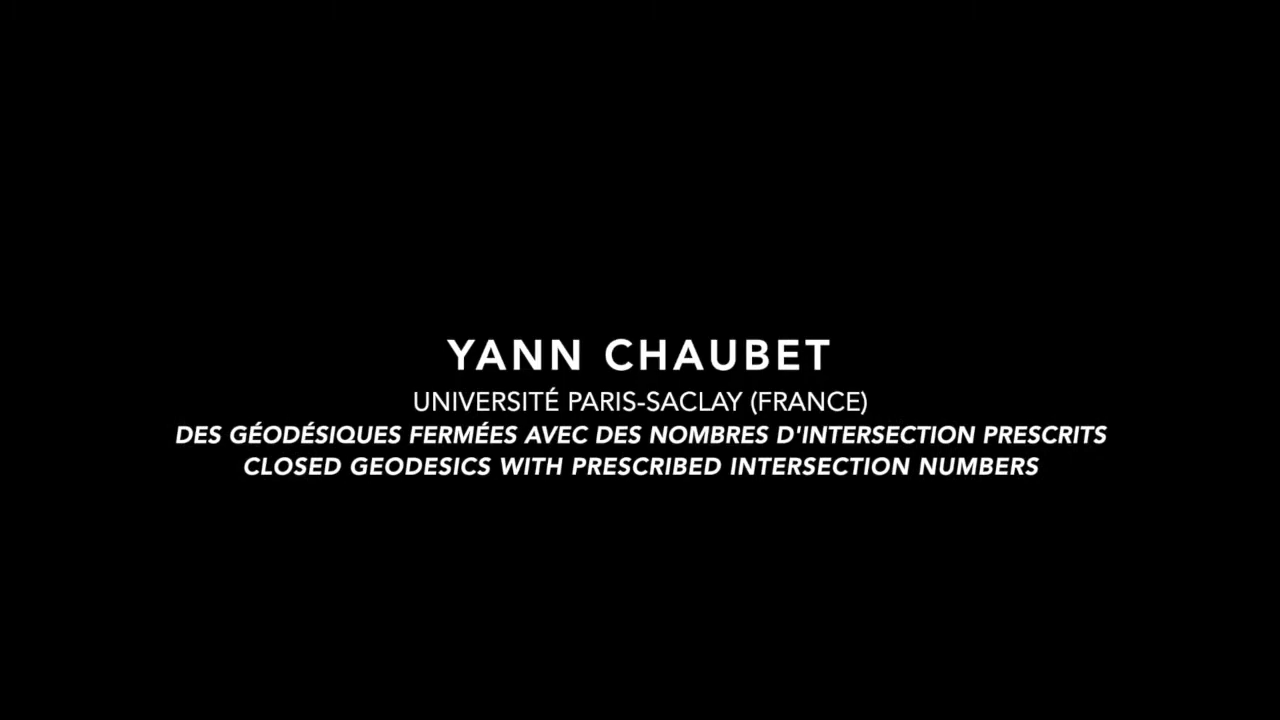 YANN CHAUBET
UNIVERSITÉ PARIS-SACLAY (FRANCE)
DES GÉODÉSIQUES FERMÉES AVEC DES NOMBRES D'INTERSECTION PRESCRITS
CLOSED GEODESICS WITH PRESCRIBED INTERSECTION NUMBERS